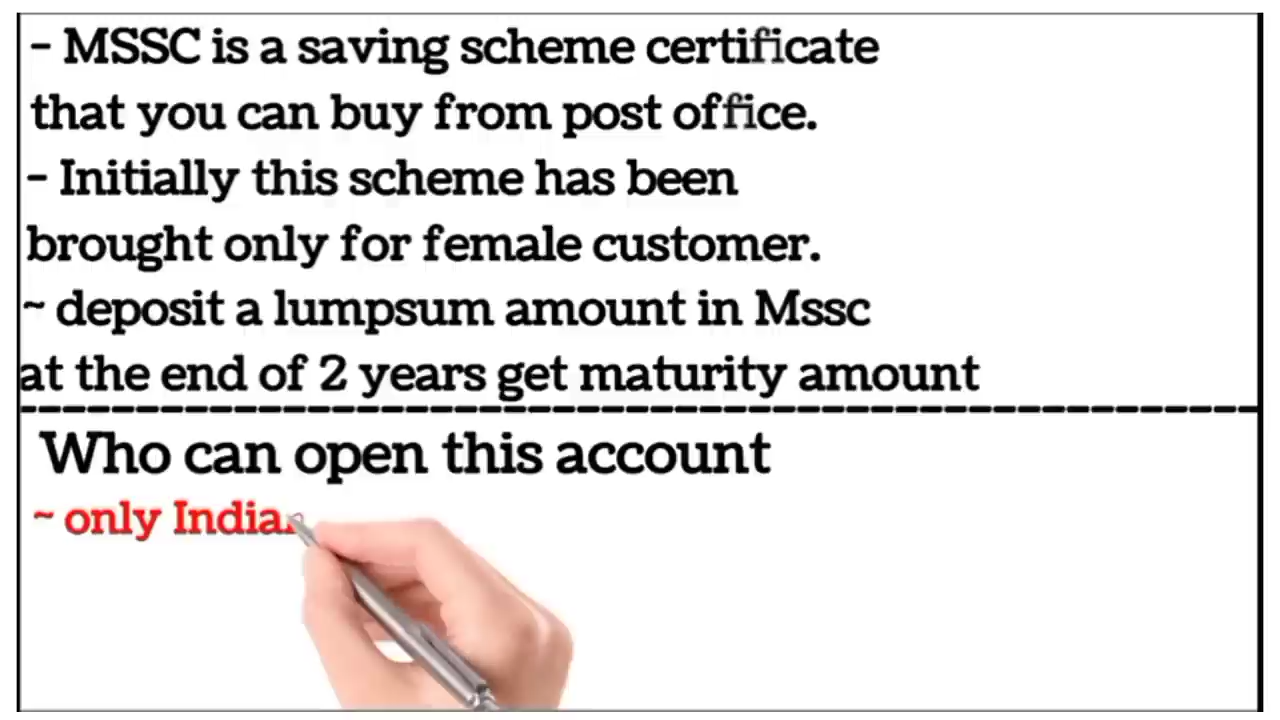 - MSSC is a saving scheme certificate
that you can buy from post office.
- Initially this scheme has been
brought only for female customer.
~ deposit a lumpsum amount in Mssc
at the end of 2 years get maturity amount
Who can open this account
~ only Indian